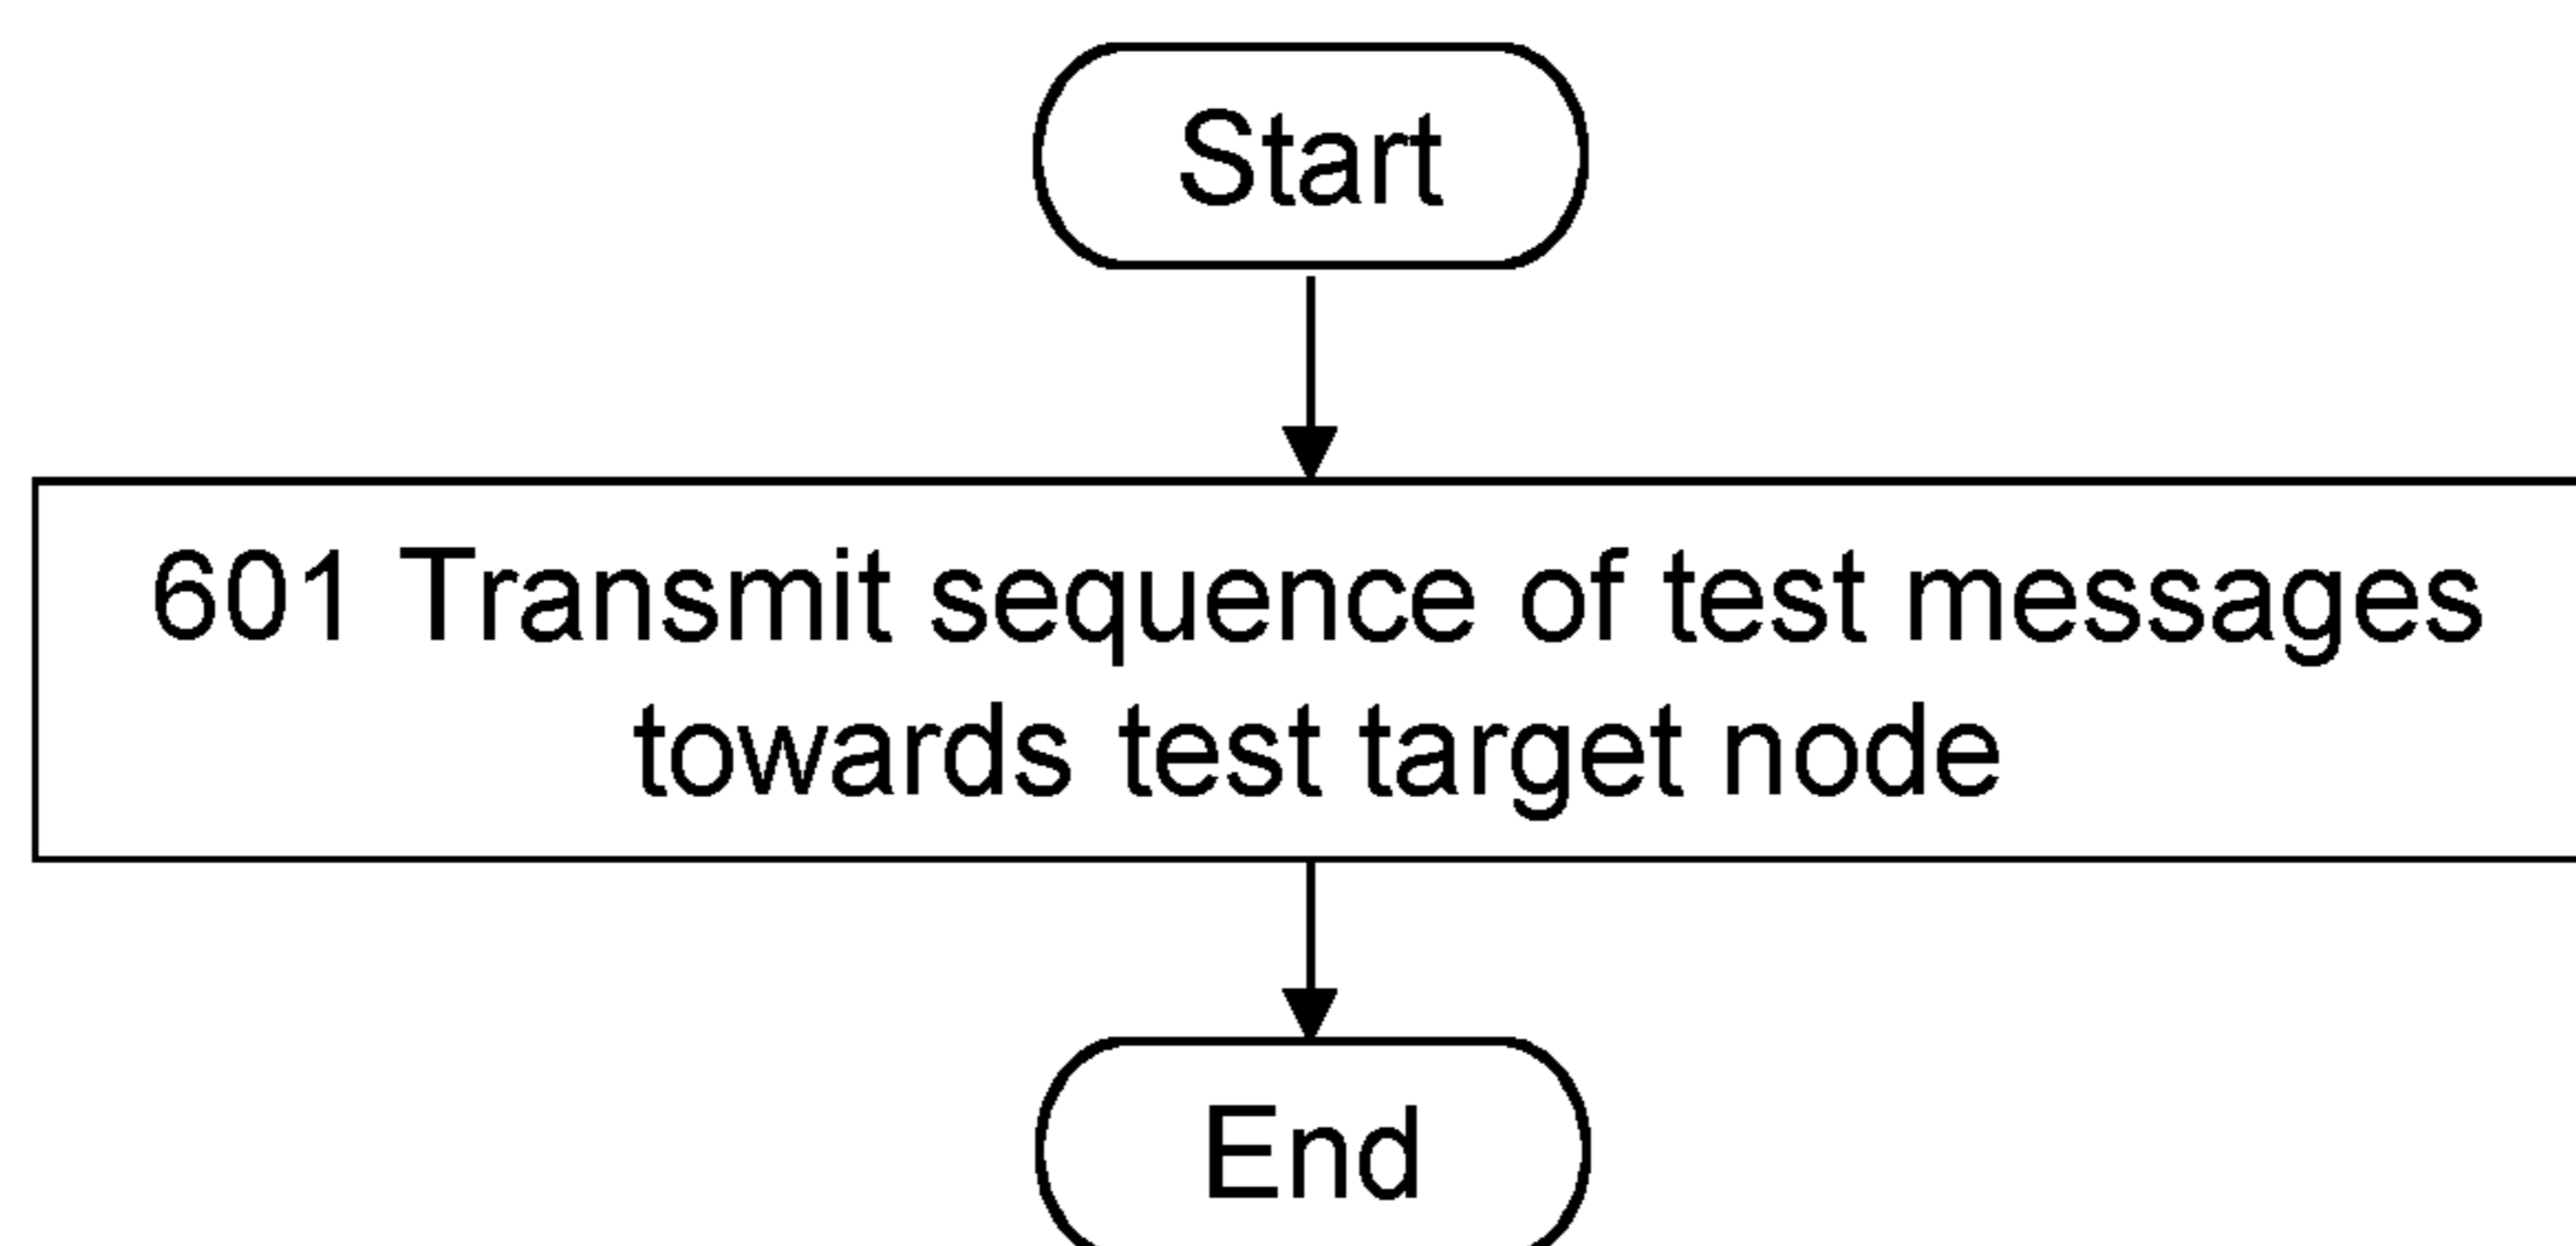 Start
601 Transmit sequence of test messages
towards test target node
End